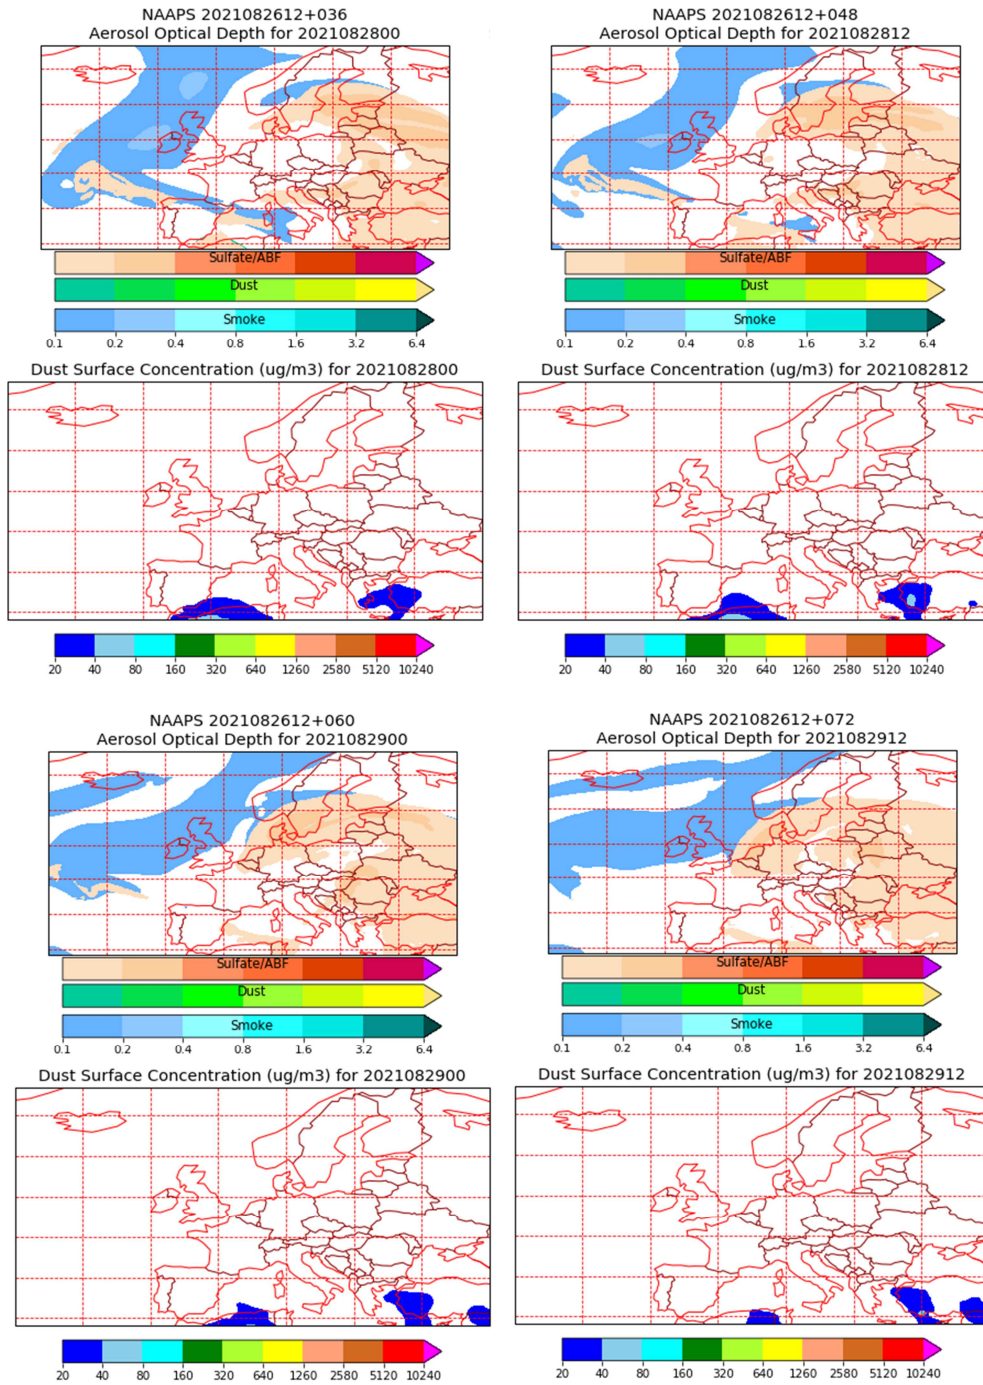 NAAPS 2021082612+036
Aerosol Optical Depth for 2021082800
Sulfate/ABF
Dust
Smoke
0.1 0.2 0.4 0.8 1.6 3.2 6.4
Dust Surface Concentration (ug/m3) for 2021082800
20 40 80 160 320 640 1260 2580 5120 10240
NAAPS 2021082612+048
Aerosol Optical Depth for 2021082812
Sulfate/ABF
Dust
Smoke
0.1 0.2 0.4 0.8 1.6 3.2 6.4
Dust Surface Concentration (ug/m3) for 2021082812
20 40 80 160 320 640 1260 2580 5120 10240
NAAPS 2021082612+060
Aerosol Optical Depth for 2021082900
Sulfate/ABF
Dust
Smoke
0.1 0.2 0.4 0.8 1.6 3.2 6.4
Dust Surface Concentration (ug/m3) for 2021082900
20 40 80 160 320 640 1260 2580 5120 10240
NAAPS 2021082612+072
Aerosol Optical Depth for 2021082912
Sulfate/ABF
Dust
Smoke
0.1 0.2 0.4 0.8 1.6 3.2 6.4
Dust Surface Concentration (ug/m3) for 2021082912
20 40 80 160 320 640 1260 2580 5120 10240